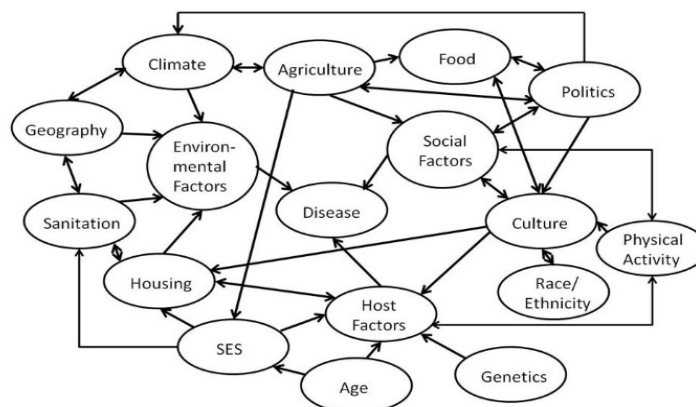 Climate
Agriculture
Food
Politics
Geography
Environ-
mental
Factors
Social
Factors
Sanitation
Disease
Culture
Physical
Activity
Housing
Race/
Ethnicity
Host
Factors
SES
Age
Genetics